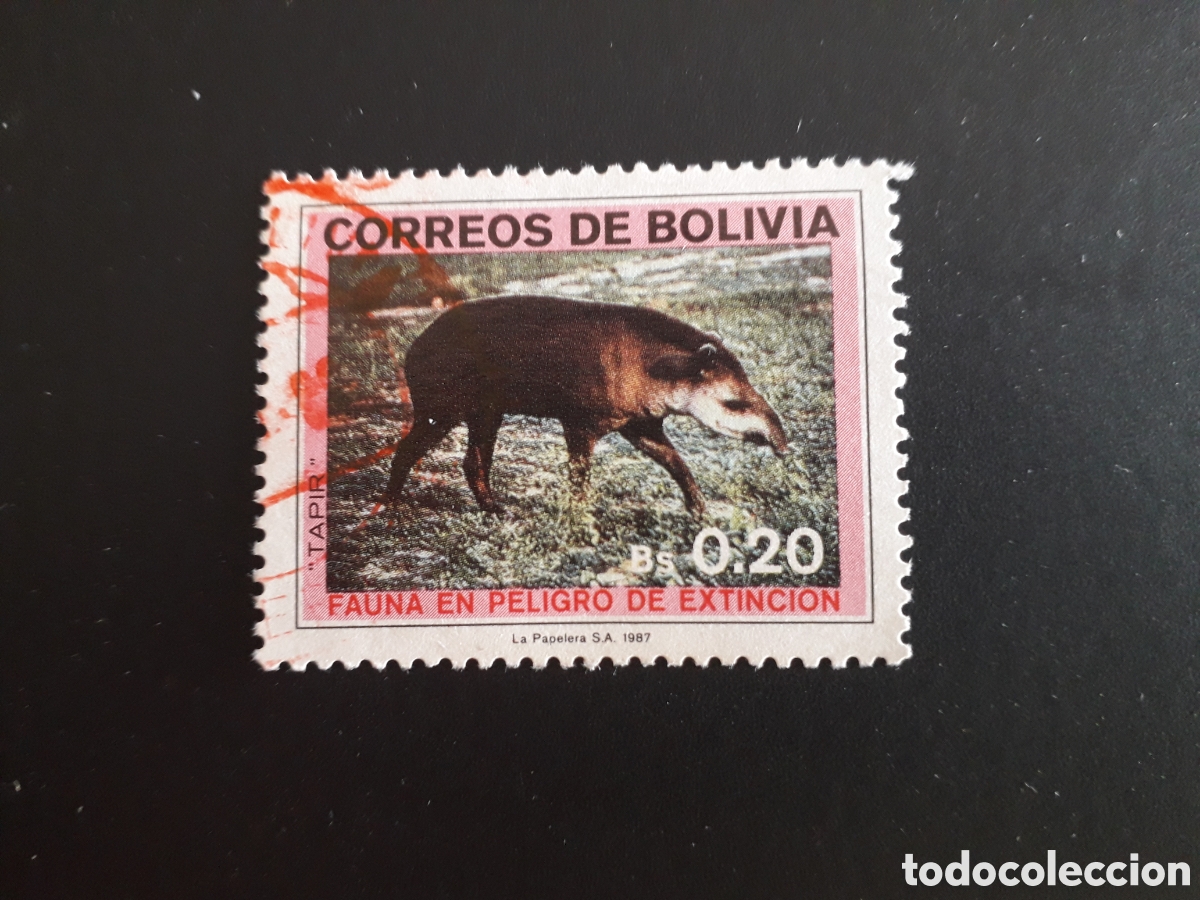 CORREOS DE BOLIVIA
"TAPIR"
Bs 0.20
FAUNA EN PELIGRO DE EXTINCION
La Papelera S.A. 1987
todocoleccion